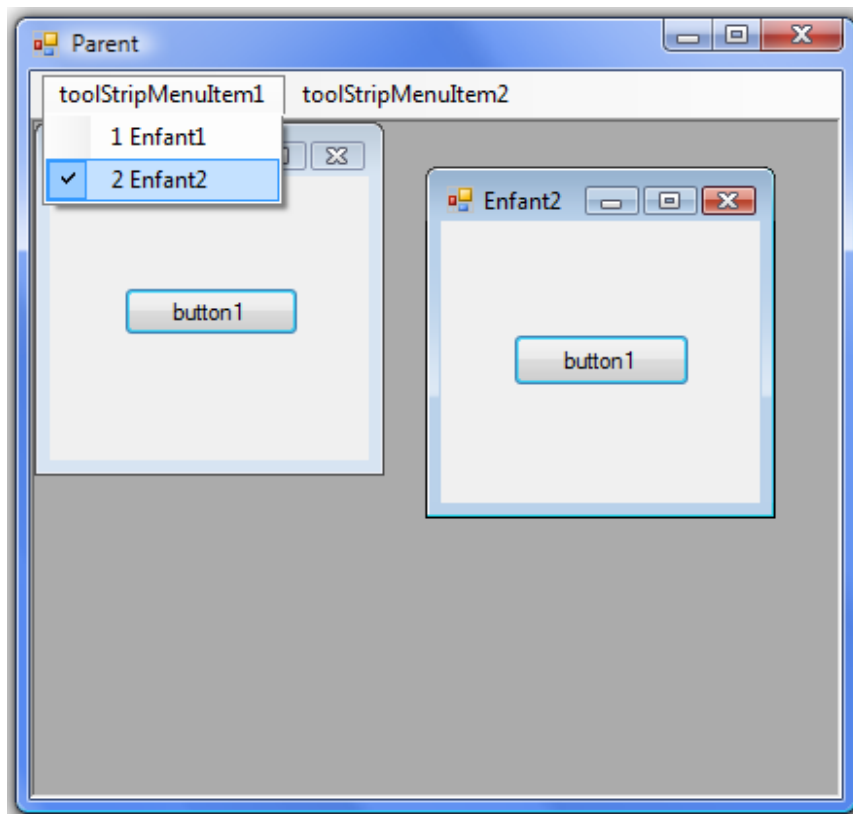 Parent
toolStripMenuItem1 toolStripMenuItem2
1 Enfant1
2 Enfant2
Enfant2
button1
button1